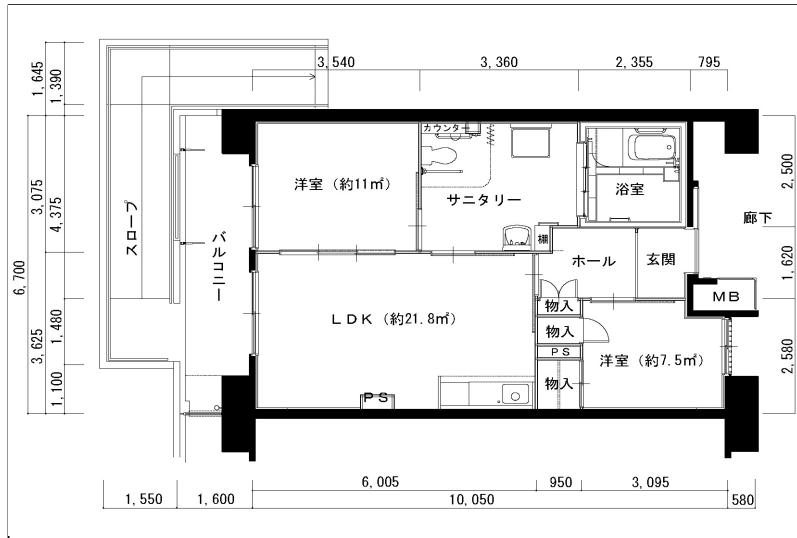 3,540
3,360
2,355
795
1,645
1,390
カウンター
洋室（約11㎡）
サニタリー
浴室
2,500
3,075
4,375
スロープ
バルコニー
廊下
棚
ホール
玄関
1,620
6,700
MB
物入
LDK（約21.8㎡）
物入
1,480
PS
洋室（約7.5㎡）
3,625
2,580
物入
1,100
PS
6,005
950
3,095
1,550
1,600
10,050
580